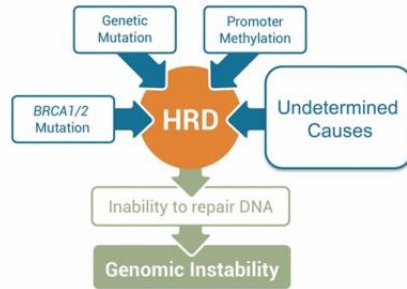 Genetic
Mutation
Promoter
Methylation
BRCA1/2
Mutation
HRD
Undetermined
Causes
Inability to repair DNA
Genomic Instability